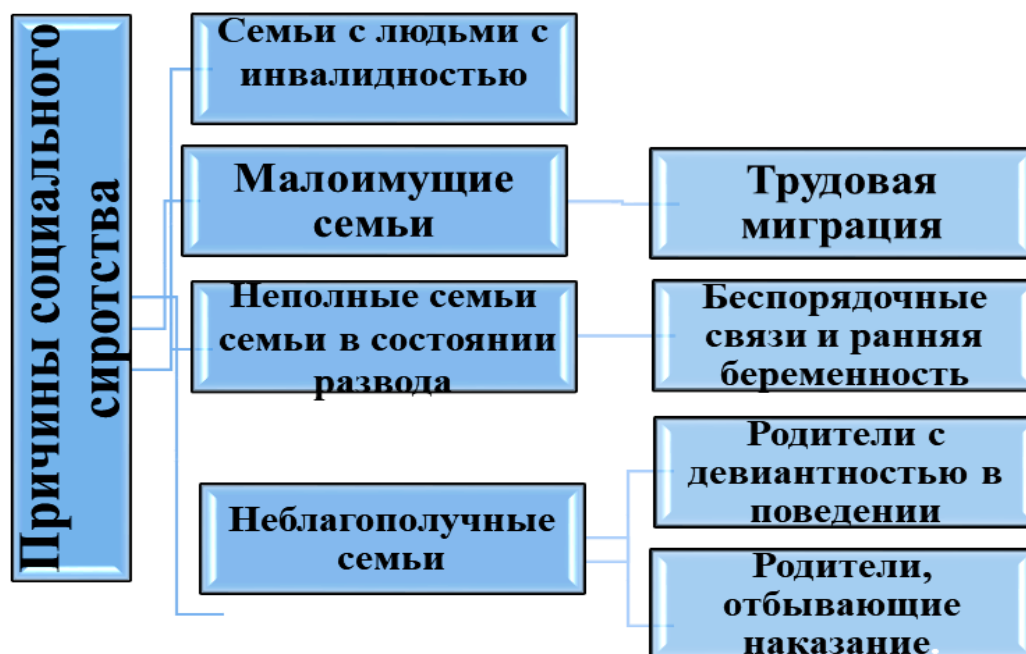 Причины социального
сиротства
Семьи с людьми с
инвалидностью
Малоимущие
семьи
Трудовая
миграция
Неполные семьи
семьи в состоянии
развода
Беспорядочные
связи и ранняя
беременность
Неблагополучные
семьи
Родители с
девиантностью в
поведении
Родители,
отбывающие
наказание.